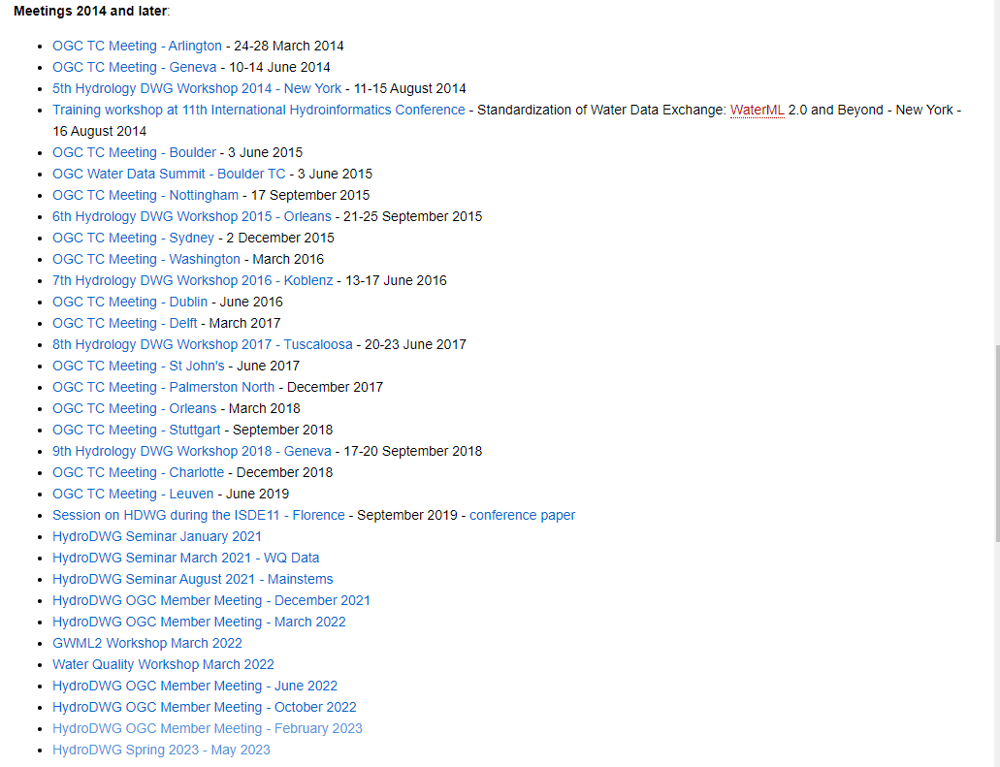 Meetings 2014 and later:
OGC TC Meeting - Arlington - 24-28 March 2014
OGC TC Meeting - Geneva - 10-14 June 2014
5th Hydrology DWG Workshop 2014 - New York - 11-15 August 2014
Training workshop at 11th International Hydroinformatics Conference - Standardization of Water Data Exchange: WaterML 2.0 and Beyond - New York -
16 August 2014
OGC TC Meeting - Boulder - 3 June 2015
OGC Water Data Summit - Boulder TC - 3 June 2015
OGC TC Meeting - Nottingham - 17 September 2015
6th Hydrology DWG Workshop 2015 - Orleans - 21-25 September 2015
OGC TC Meeting - Sydney - 2 December 2015
OGC TC Meeting - Washington - March 2016
7th Hydrology DWG Workshop 2016 - Koblenz - 13-17 June 2016
OGC TC Meeting - Dublin - June 2016
OGC TC Meeting - Delft - March 2017
8th Hydrology DWG Workshop 2017 - Tuscaloosa - 20-23 June 2017
OGC TC Meeting - St John's - June 2017
OGC TC Meeting - Palmerston North - December 2017
OGC TC Meeting - Orleans - March 2018
OGC TC Meeting - Stuttgart - September 2018
9th Hydrology DWG Workshop 2018 - Geneva - 17-20 September 2018
OGC TC Meeting - Charlotte - December 2018
OGC TC Meeting - Leuven - June 2019
Session on HDWG during the ISDE11 - Florence - September 2019 - conference paper
HydroDWG Seminar January 2021
HydroDWG Seminar March 2021 - WQ Data
HydroDWG Seminar August 2021 - Mainstems
HydroDWG OGC Member Meeting - December 2021
HydroDWG OGC Member Meeting - March 2022
GWML2 Workshop March 2022
Water Quality Workshop March 2022
HydroDWG OGC Member Meeting - June 2022
HydroDWG OGC Member Meeting - October 2022
HydroDWG OGC Member Meeting - February 2023
HydroDWG Spring 2023 - May 2023